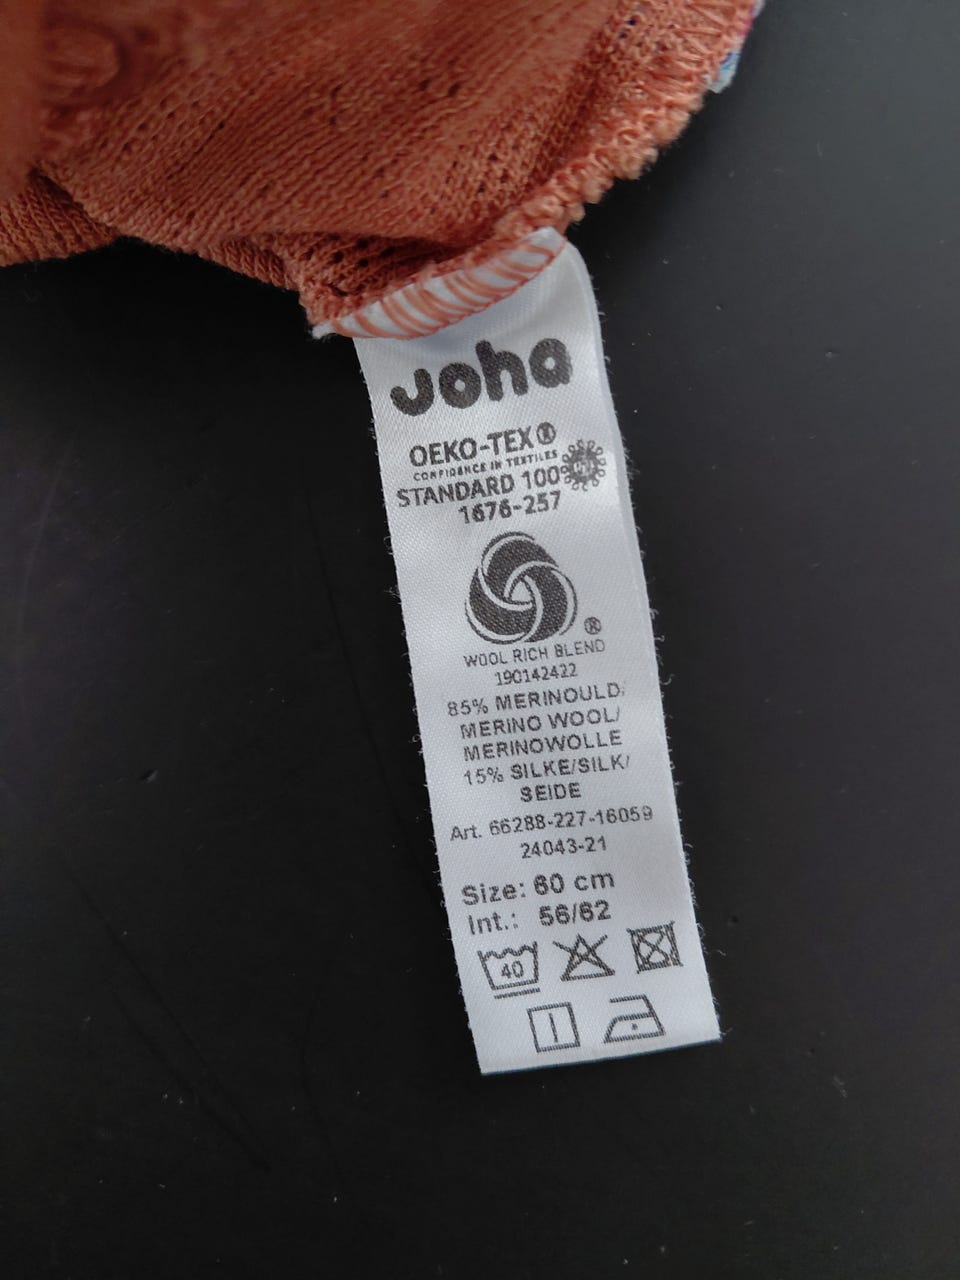 Joha
OEKO-TEX®
CONFIDENCE IN TEXTILES
STANDARD 100
1676-257
®
WOOL RICH BLEND
190142422
85% MERINOULD/
MERINO WOOL/
MERINOWOLLE
15% SILKE/SILK/
SEIDE
Art. 66288-227-16059
24043-21
Size: 60 cm
Int.: 56/62
40